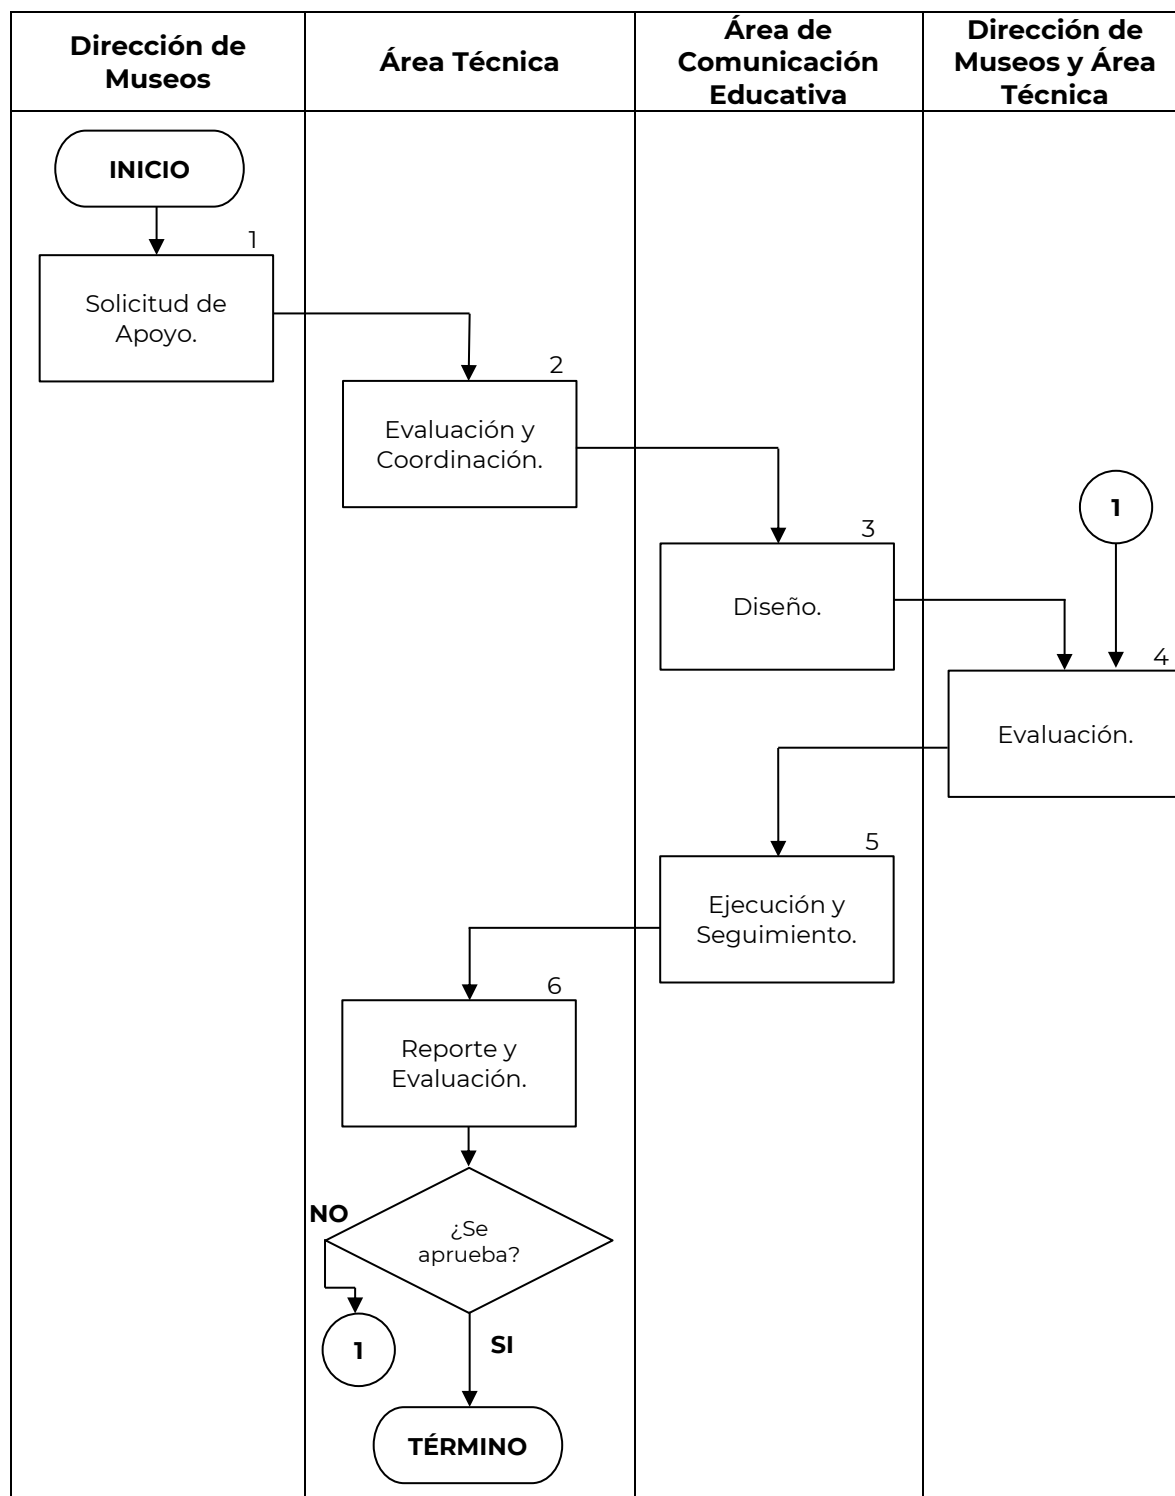 Dirección de
Museos
Área Técnica
Área de
Comunicación
Educativa
Dirección de
Museos y Área
Técnica
INICIO
1
Solicitud de
Apoyo.
2
Evaluación y
Coordinación.
1
3
Diseño.
4
Evaluación.
5
Ejecución y
Seguimiento.
6
Reporte y
Evaluación.
NO
¿Se
aprueba?
1
SI
TÉRMINO